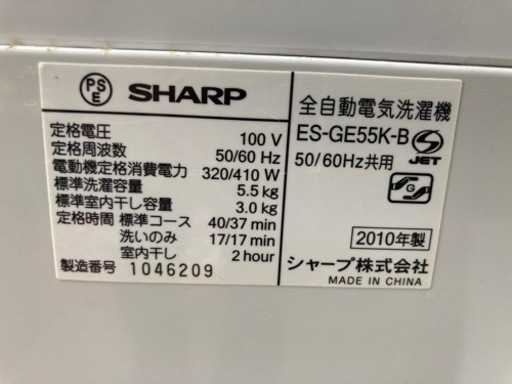 PS E SHARP
定格電圧 100 V
定格周波数 50/60 Hz
電動機定格消費電力 320/410 W
標準洗濯容量 5.5 kg
標準室内干し容量 3.0 kg
定格時間 標準コース 40/37 min
洗いのみ 17/17 min
室内干し 2 hour
製造番号 1046209
全自動電気洗濯機
ES-GE55K-B
50/60Hz共用
S JET
G
2010年製
シャープ株式会社
MADE IN CHINA